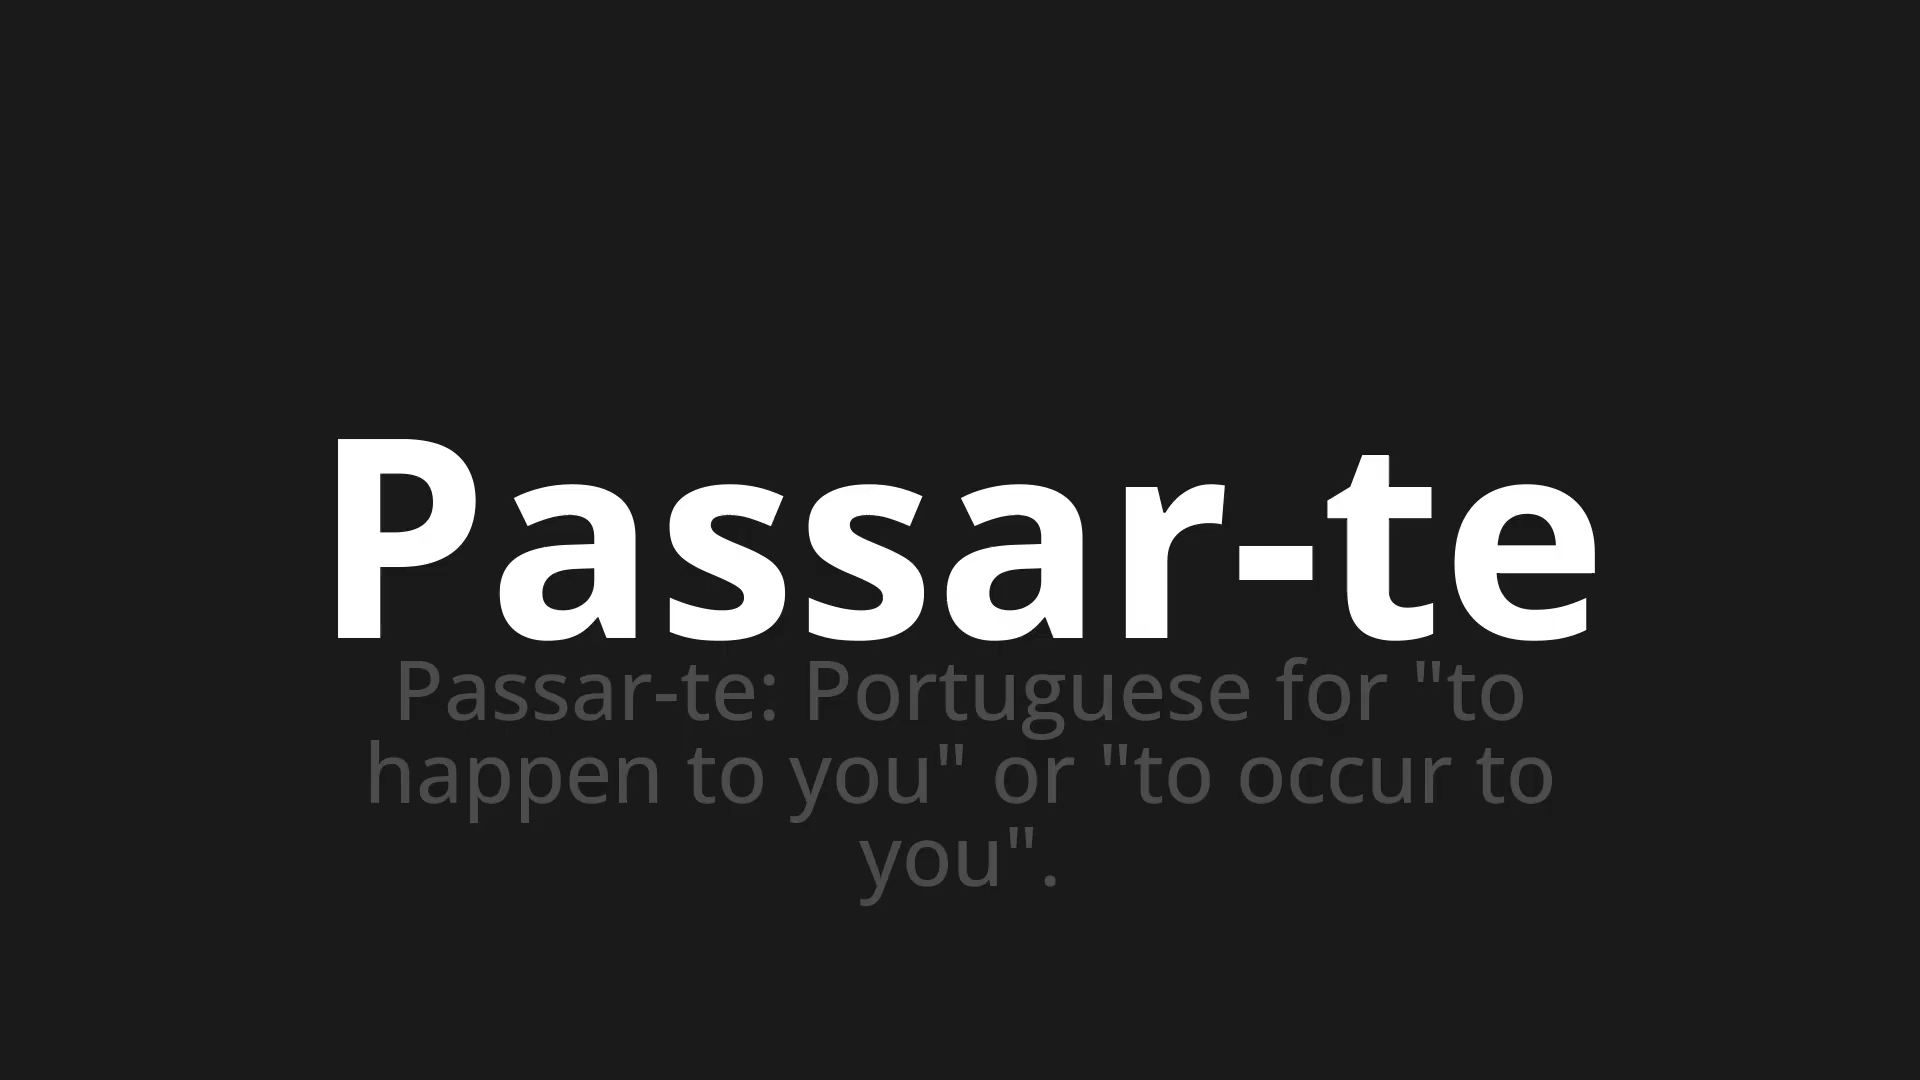 Passar-te
Passar-te: Portuguese for "to
happen to you" or "to occur to
you".